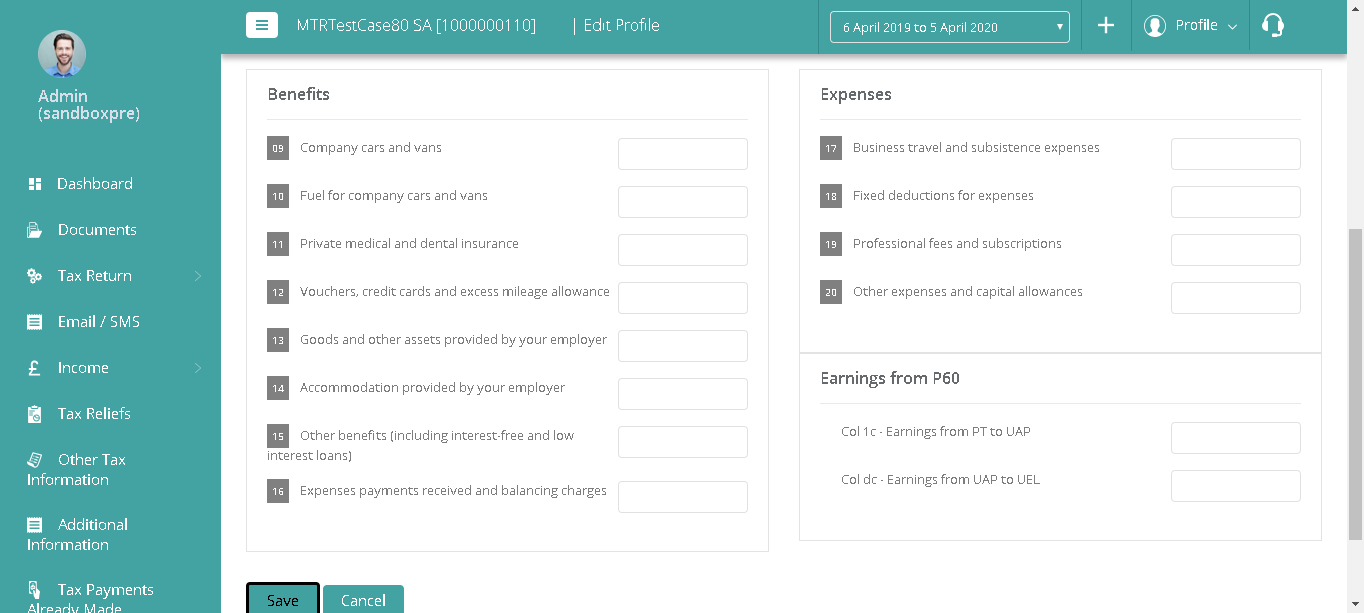 MTRTestCase80 SA [1000000110] | Edit Profile
6 April 2019 to 5 April 2020
Profile
Admin
(sandboxpre)
Dashboard
Documents
Tax Return
Email / SMS
Income
Tax Reliefs
Other Tax
Information
Additional
Information
Tax Payments
Already Made
Benefits
09 Company cars and vans
10 Fuel for company cars and vans
11 Private medical and dental insurance
12 Vouchers, credit cards and excess mileage allowance
13 Goods and other assets provided by your employer
14 Accommodation provided by your employer
15 Other benefits (including interest-free and low
interest loans)
16 Expenses payments received and balancing charges
Expenses
17 Business travel and subsistence expenses
18 Fixed deductions for expenses
19 Professional fees and subscriptions
20 Other expenses and capital allowances
Earnings from P60
Col 1c - Earnings from PT to UAP
Col dc - Earnings from UAP to UEL
Save
Cancel